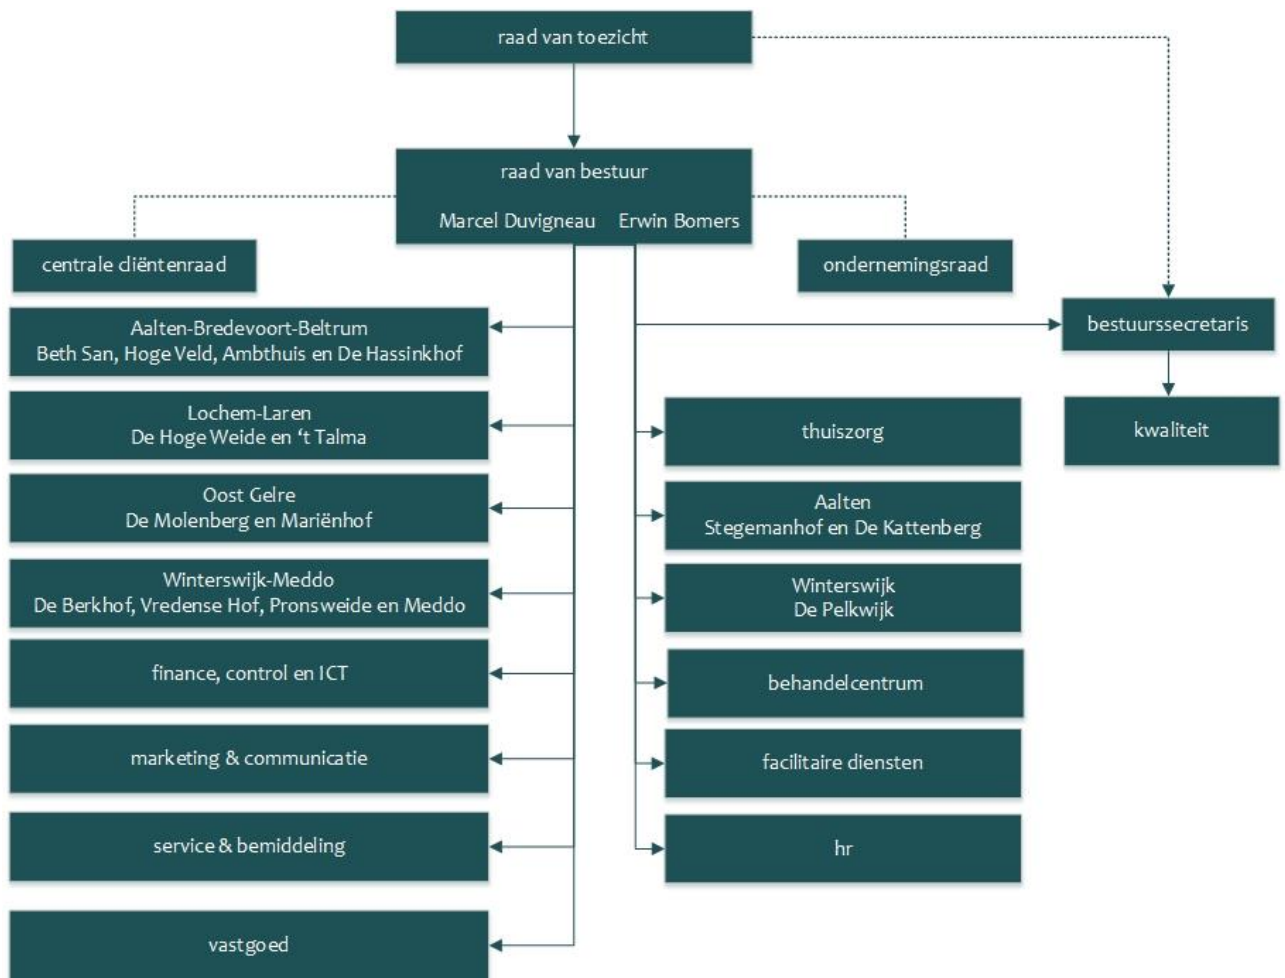 raad van toezicht
raad van bestuur
Marcel Duvigneau Erwin Bomers
centrale cliëntenraad
ondernemingsraad
Aalten-Bredevoort-Beltrum
Beth San, Hoge Veld, Ambthuis en De Hassinkhof
bestuurssecretaris
Lochem-Laren
De Hoge Weide en ‘t Talma
thuiszorg
kwaliteit
Oost Gelre
De Molenberg en Mariënhof
Aalten
Stegemanhof en De Kattenberg
Winterswijk-Meddo
De Berkhof, Vredense Hof, Pronsweide en Meddo
Winterswijk
De Pelkwijk
finance, control en ICT
behandelcentrum
marketing & communicatie
facilitaire diensten
service & bemiddeling
hr
vastgoed